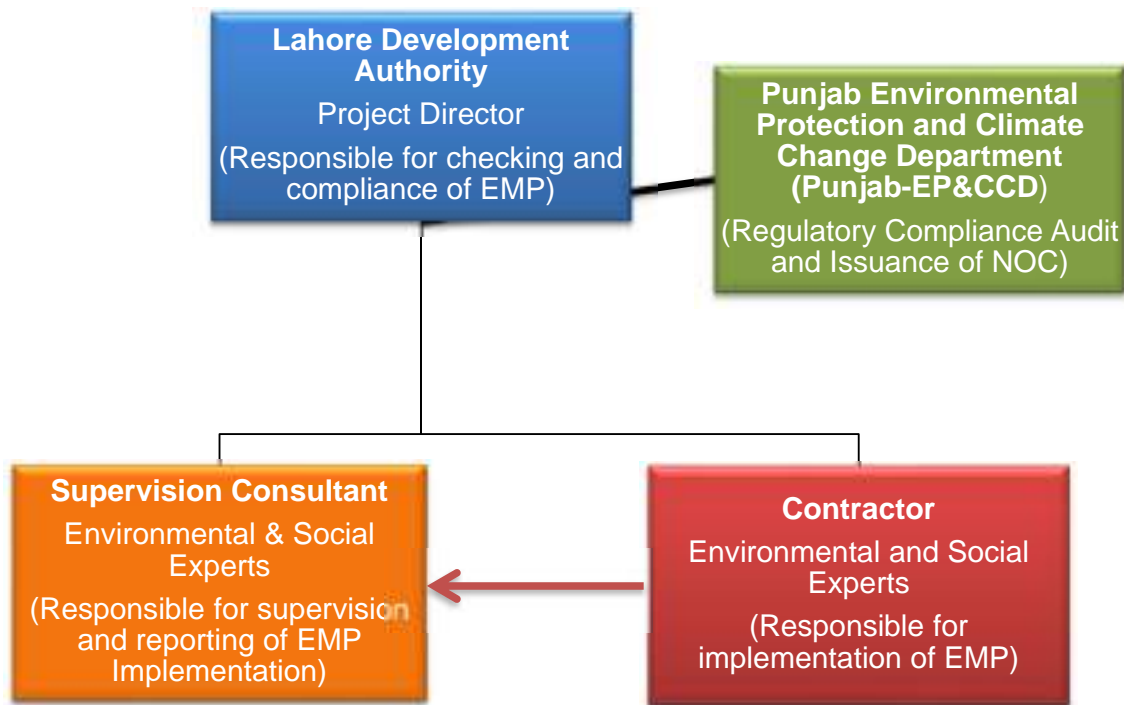 Lahore Development
Authority
Project Director
(Responsible for checking and
compliance of EMP)
Punjab Environmental
Protection and Climate
Change Department
(Punjab-EP&CCD)
(Regulatory Compliance Audit
and Issuance of NOC)
Supervision Consultant
Environmental & Social
Experts
(Responsible for supervision
and reporting of EMP
Implementation)
Contractor
Environmental and Social
Experts
(Responsible for
implementation of EMP)